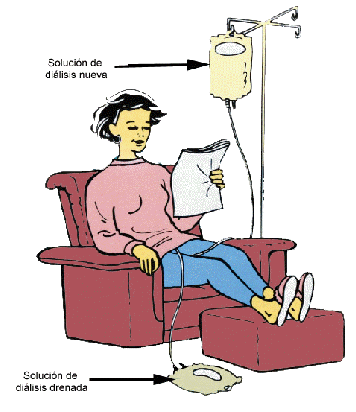 Solución de
diálisis nueva
Solución de
diálisis drenada